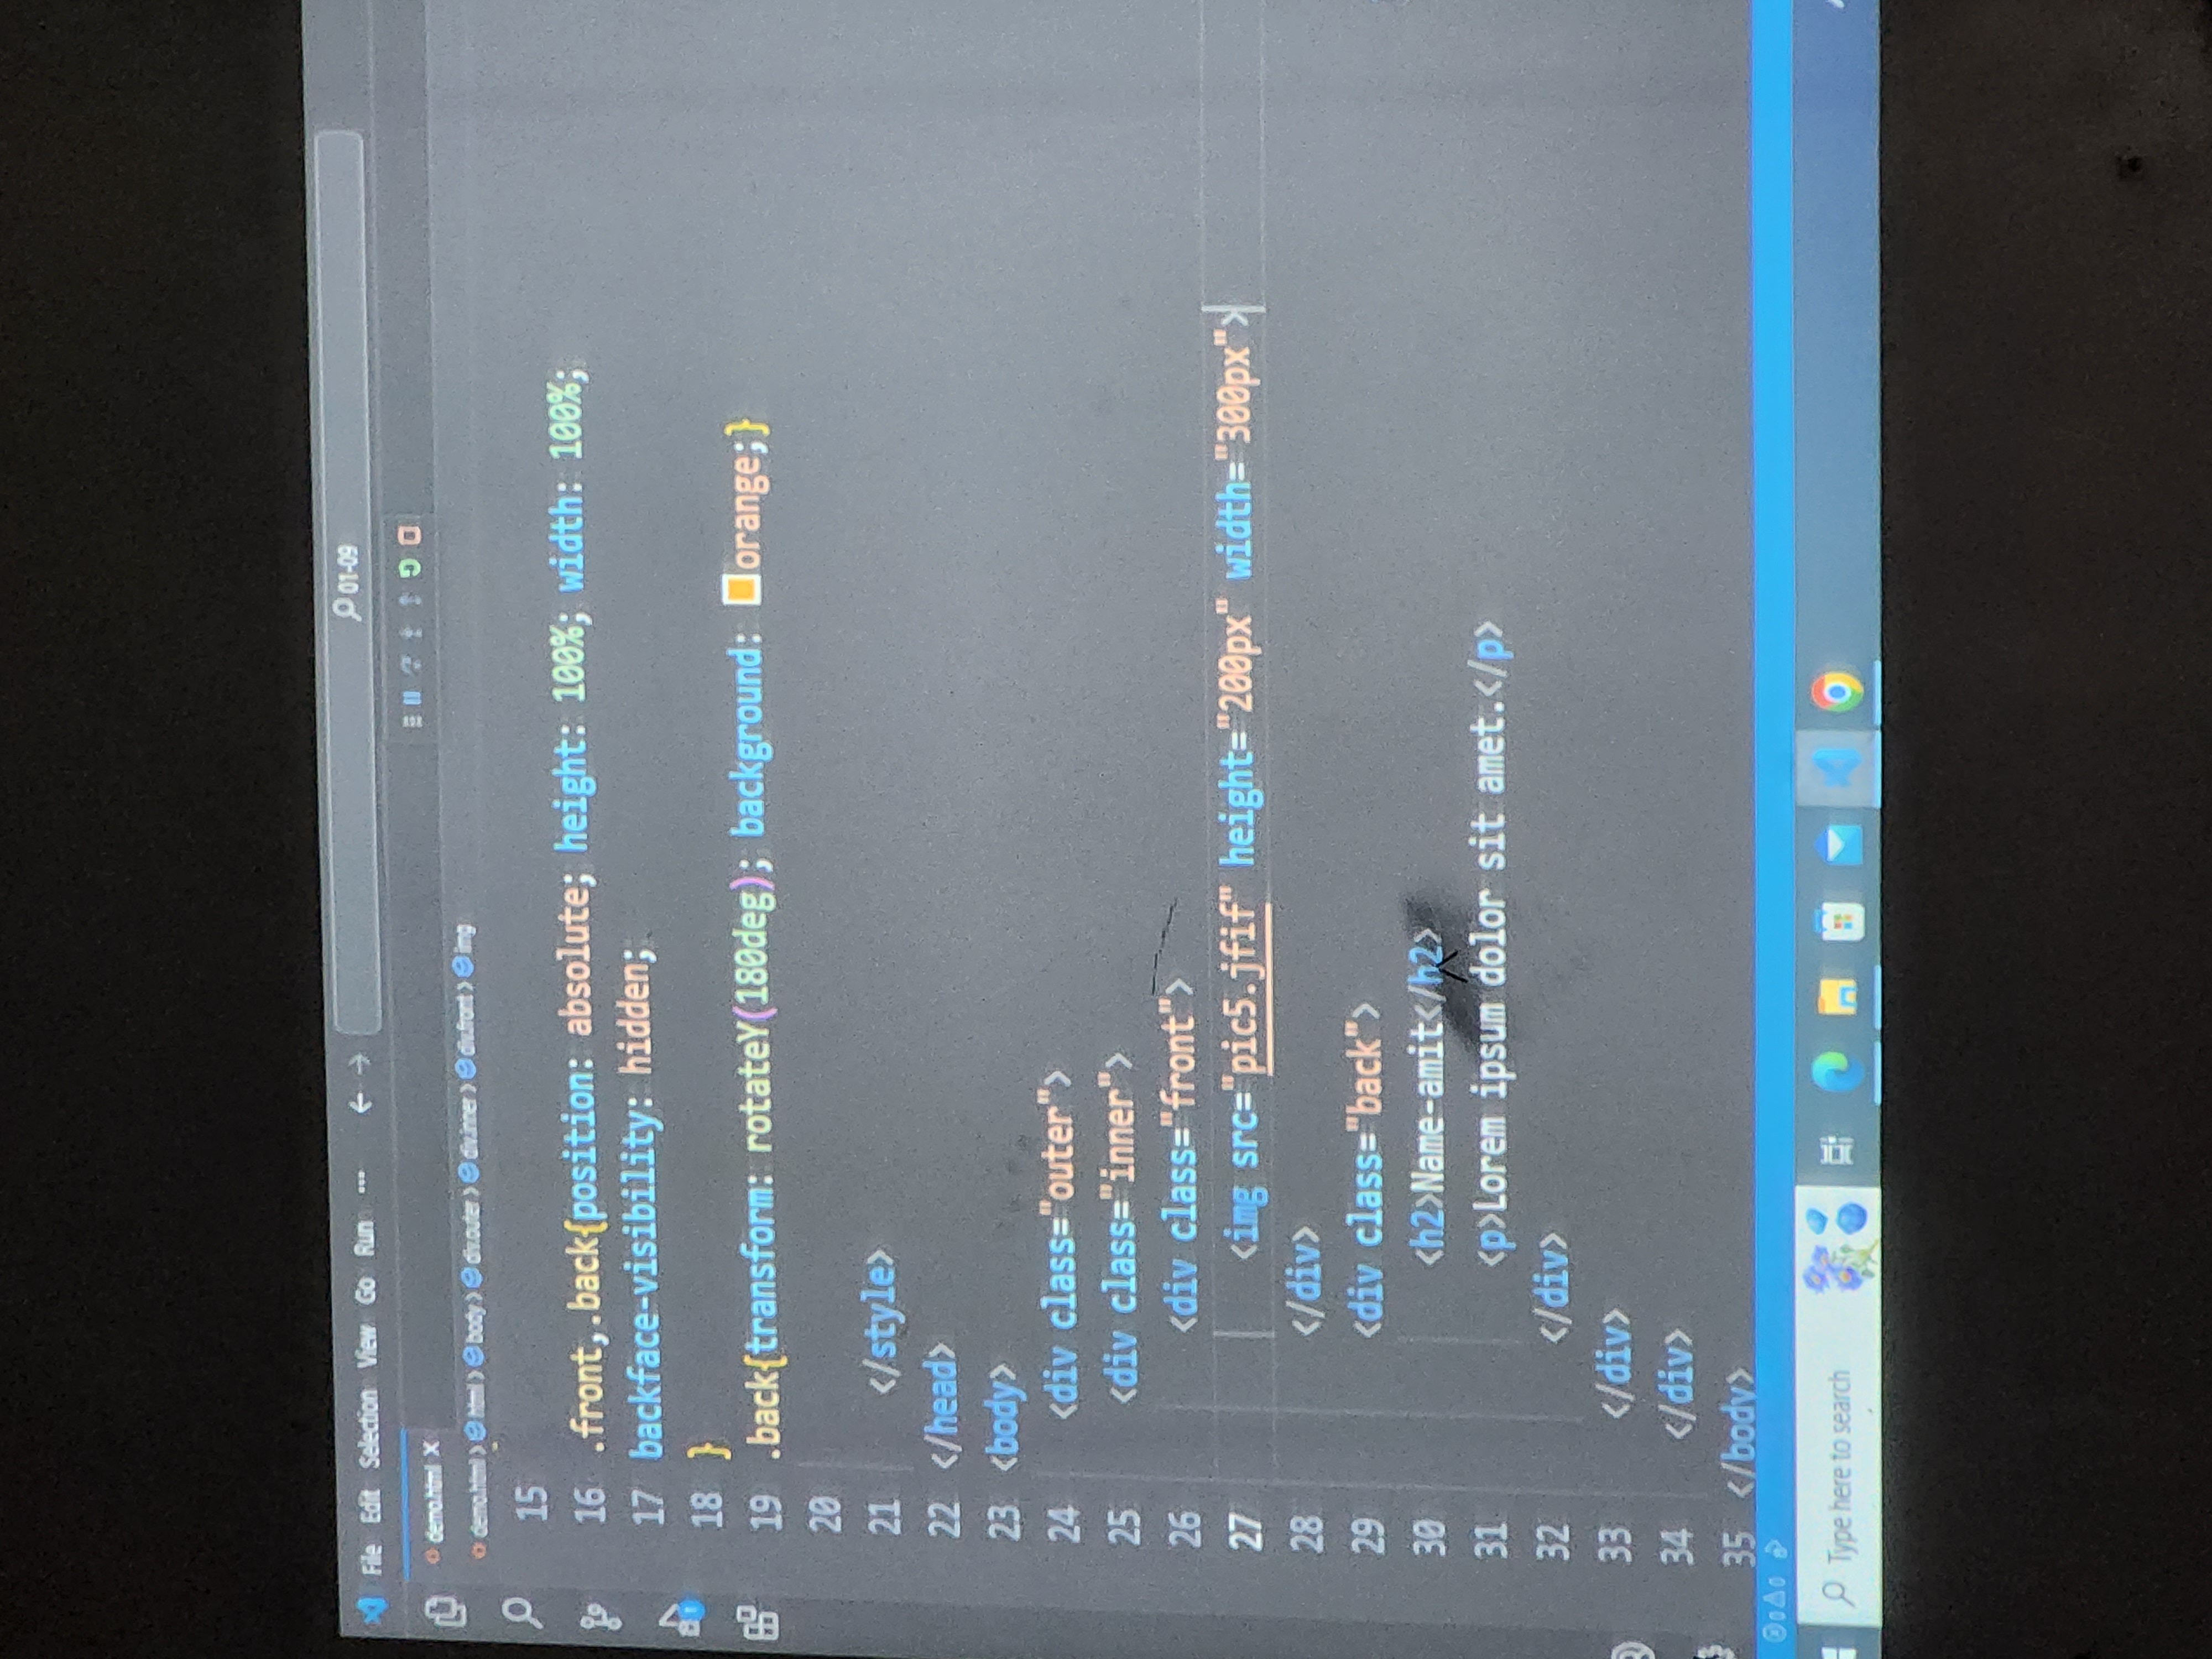 File Edit Selection View Go Run ... 01-09
demo.html X
demo.html > html > body > div.outer > div.inner > div.front > img
15
16 .front,.back{position: absolute; height: 100%; width: 100%;
17 backface-visibility: hidden;
18 }
19 .back{transform: rotateY(180deg); background: orange;}
20
21 </style>
22 </head>
23 <body>
24 <div class="outer">
25 <div class="inner">
26 <div class="front">
27 <img src="pic5.jfif" height="200px" width="300px">
28 </div>
29 <div class="back">
30 <h2>Name-amit</h2>
31 <p>Lorem ipsum dolor sit amet.</p>
32 </div>
33 </div>
34 </div>
35 </body>
0 0
Type here to search